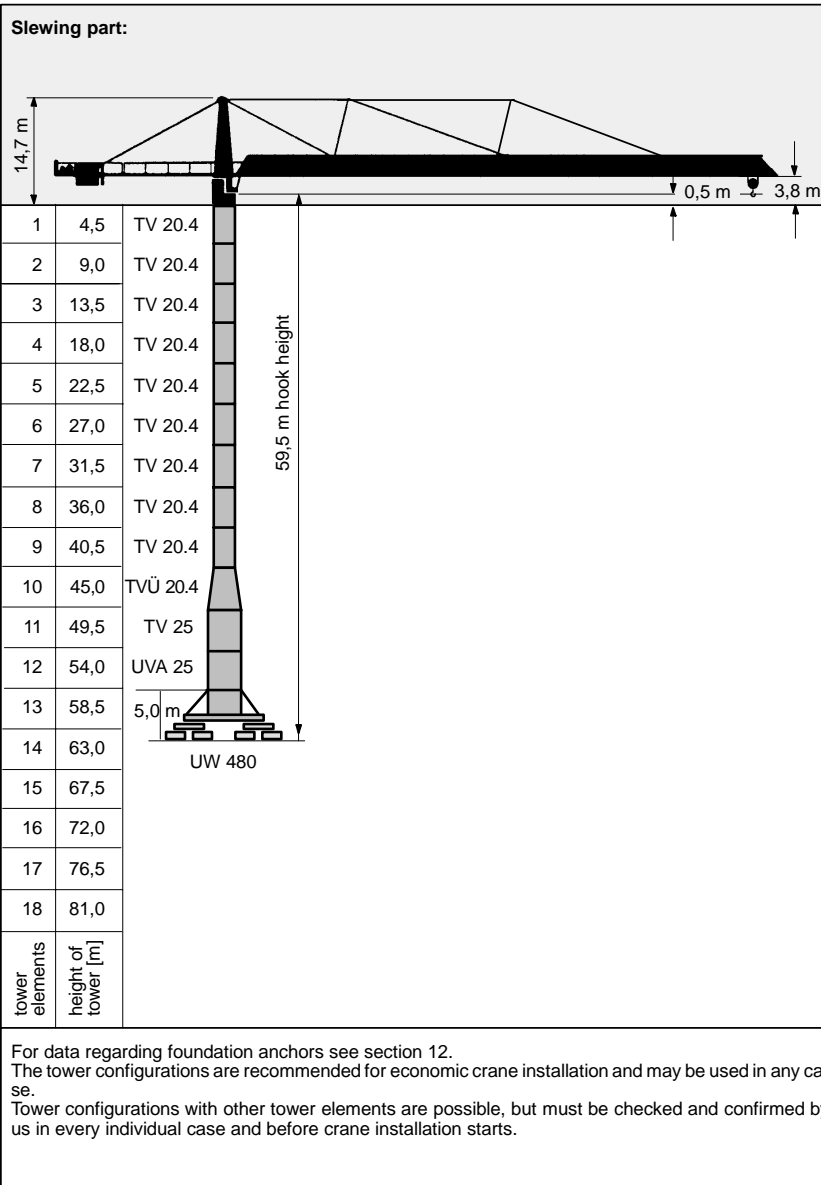 Slewing part:
14,7 m
0,5 m
3,8 m
1 4,5 TV 20.4
2 9,0 TV 20.4
3 13,5 TV 20.4
4 18,0 TV 20.4
5 22,5 TV 20.4
6 27,0 TV 20.4
7 31,5 TV 20.4
8 36,0 TV 20.4
9 40,5 TV 20.4
10 45,0 TVÜ 20.4
11 49,5 TV 25
12 54,0 UVA 25
13 58,5 5,0 m
14 63,0
UW 480
15 67,5
16 72,0
17 76,5
18 81,0
59,5 m hook height
tower
elements
height of
tower [m]
For data regarding foundation anchors see section 12.
The tower configurations are recommended for economic crane installation and may be used in any ca
se.
Tower configurations with other tower elements are possible, but must be checked and confirmed by
us in every individual case and before crane installation starts.